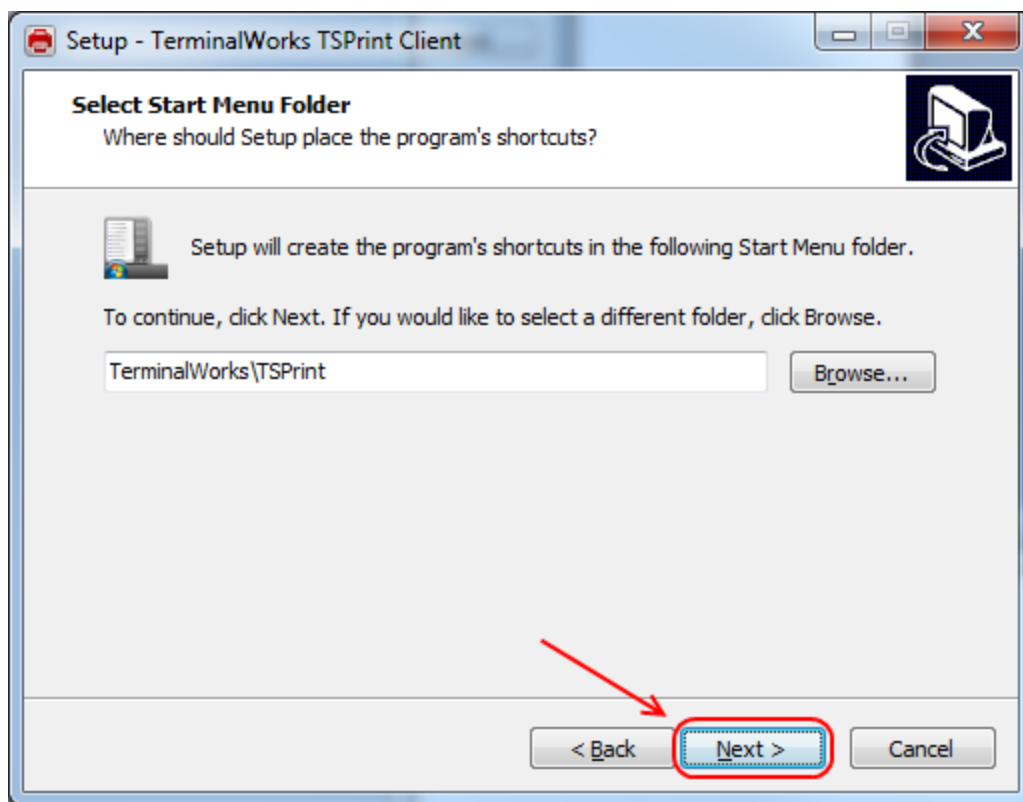 Setup - TerminalWorks TSPrint Client
Select Start Menu Folder
Where should Setup place the program's shortcuts?
Setup will create the program's shortcuts in the following Start Menu folder.
To continue, click Next. If you would like to select a different folder, click Browse.
TerminalWorks\TSPrint
Browse...
< Back
Next >
Cancel